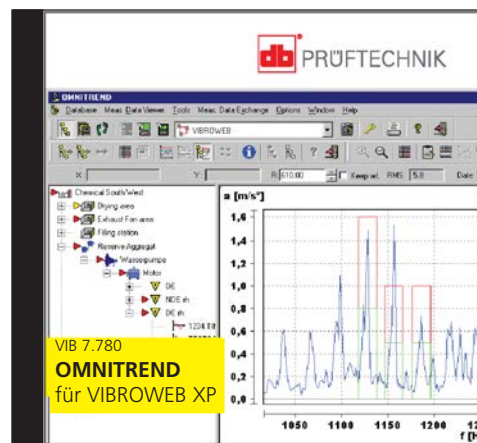 db PRÜFTECHNIK
OMNITREND
Database Meas. Data Viewer Tools Meas. Data Exchange Options Window Help
VIBROWEB
X Y R: 610.00 Keep set. RMS 5.8 Date
Chemical South/West
Drying area
Exhaust Fan area
Filling station
Reserve Aggregat
Wasserpumpe
Motor
DE
NDE rh
DE rh
a [m/s²]
1,6
1,4
1,2
1,0
0,8
0,6
0,4
0,2
0,0
1050 1100 1150 1200
f [H
VIB 7.780
OMNITREND
für VIBROWEB XP